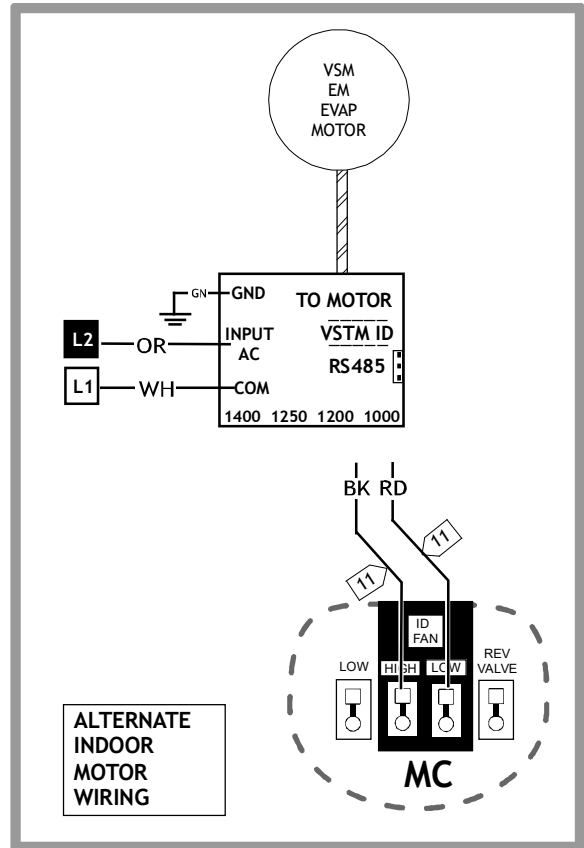 VSM
EM
EVAP
MOTOR
GN GND
TO MOTOR
L2 OR INPUT
AC
VSTM ID
RS485
L1 WH COM
1400 1250 1200 1000
BK RD
11
11
ID
FAN
LOW HIGH LOW REV
VALVE
MC
ALTERNATE
INDOOR
MOTOR
WIRING